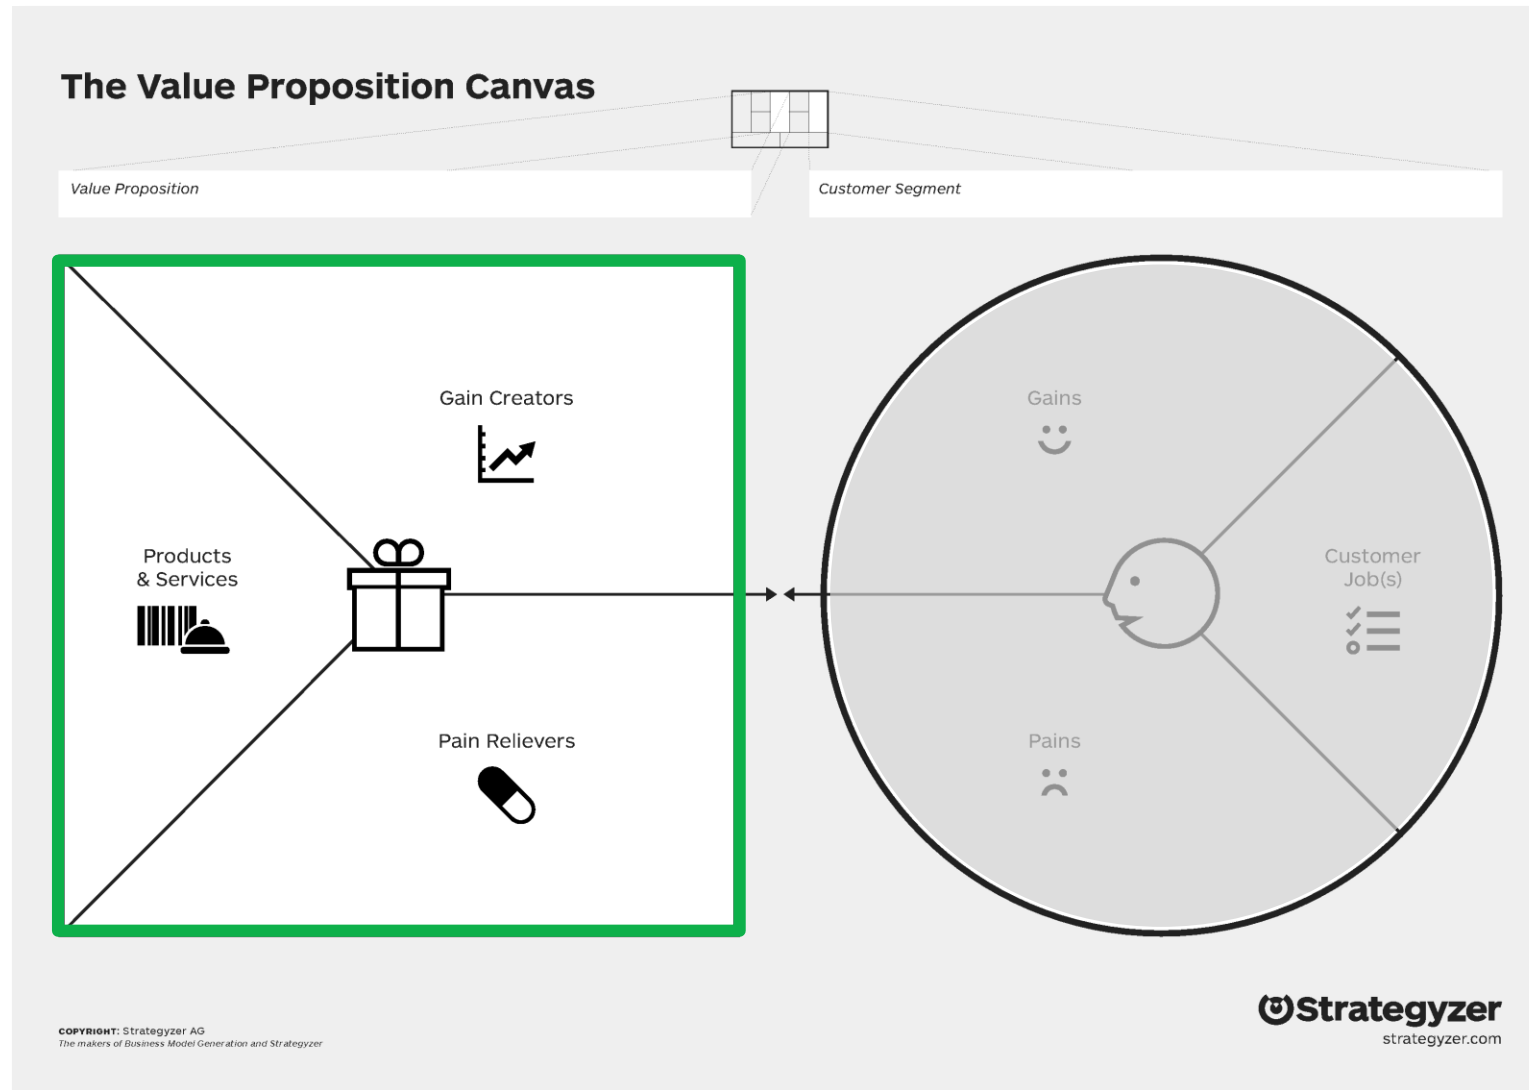 The Value Proposition Canvas
Value Proposition
Customer Segment
Gain Creators
Products
& Services
Pain Relievers
Gains
Customer
Job(s)
Pains
COPYRIGHT: Strategyzer AG
The makers of Business Model Generation and Strategyzer
Strategyzer
strategyzer.com